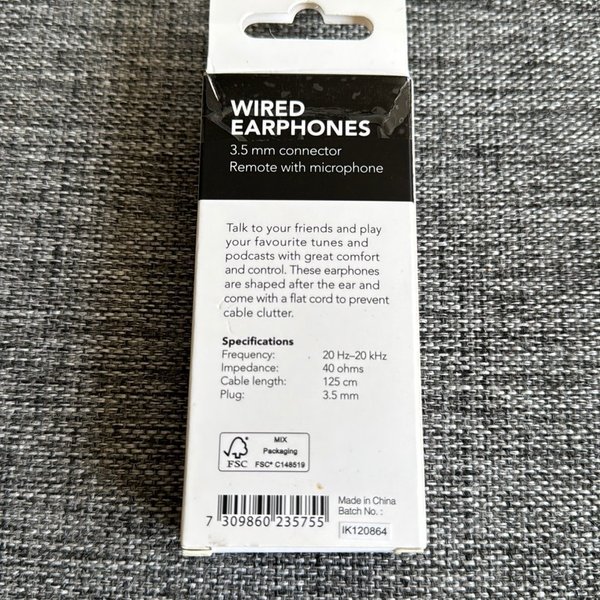 WIRED
EARPHONES
3.5 mm connector
Remote with microphone
Talk to your friends and play
your favourite tunes and
podcasts with great comfort
and control. These earphones
are shaped after the ear and
come with a flat cord to prevent
cable clutter.
Specifications
Frequency: 20 Hz–20 kHz
Impedance: 40 ohms
Cable length: 125 cm
Plug: 3.5 mm
FSC
MIX
Packaging
FSC® C148519
7 309860 235755
Made in China
Batch No. :
IK120864